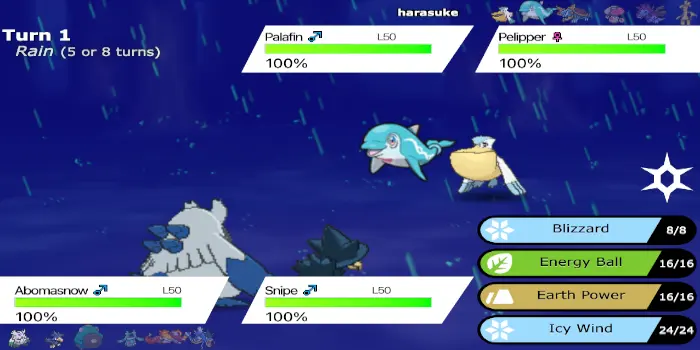 harasuke
Turn 1
Rain (5 or 8 turns)
Palafin ♂ L50
100%
Pelipper ♀ L50
100%
Blizzard 8/8
Energy Ball 16/16
Earth Power 16/16
Icy Wind 24/24
Abomasnow ♂ L50
100%
Snipe ♂ L50
100%